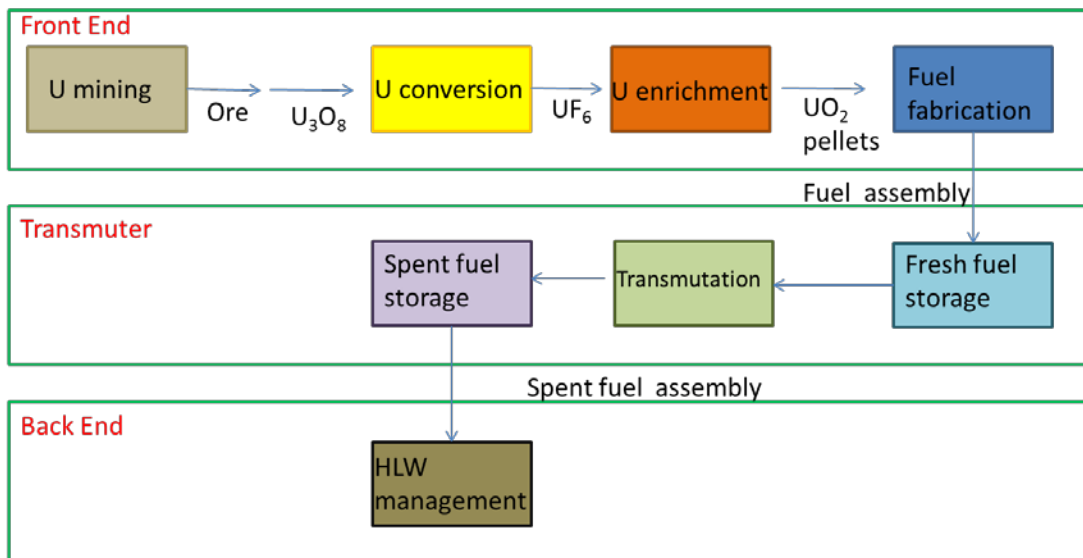 Front End
U mining
Ore
U₃O₈
U conversion
UF₆
U enrichment
UO₂
pellets
Fuel
fabrication
Fuel assembly
Transmuter
Spent fuel
storage
Transmutation
Fresh fuel
storage
Spent fuel assembly
Back End
HLW
management